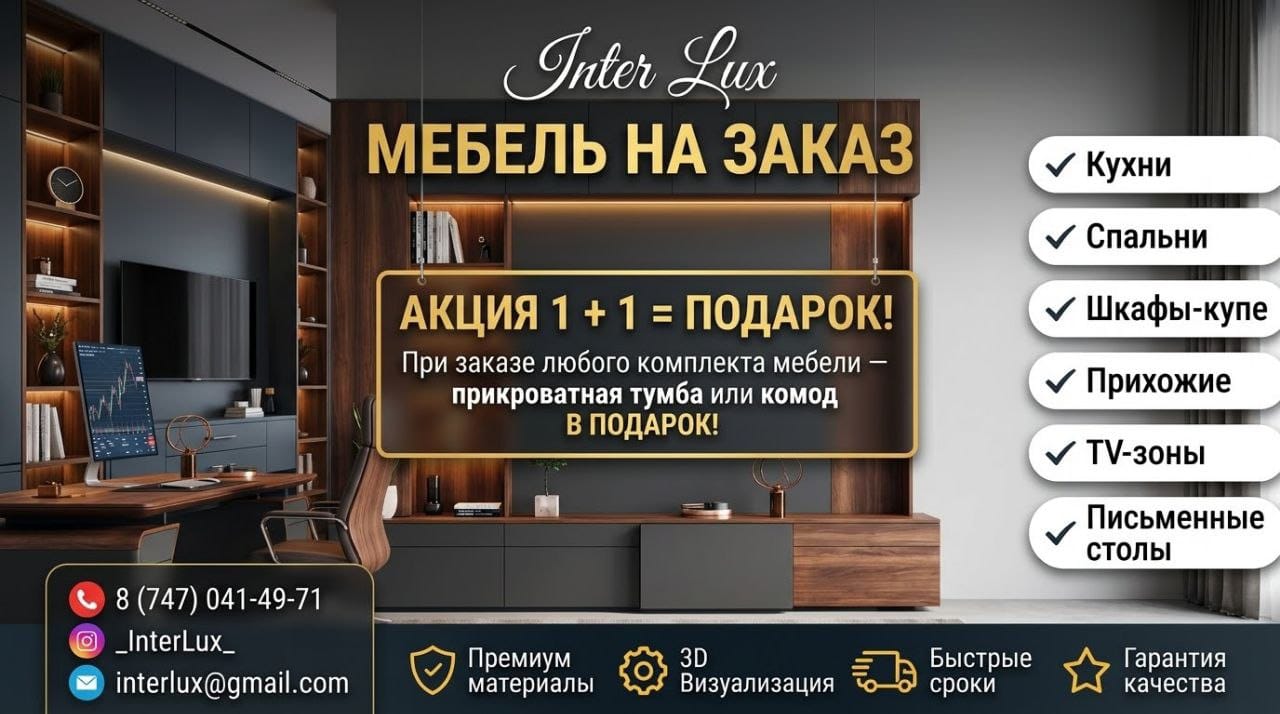 Inter Lux
МЕБЕЛЬ НА ЗАКАЗ
АКЦИЯ 1 + 1 = ПОДАРОК!
При заказе любого комплекта мебели —
прикроватная тумба или комод
В ПОДАРОК!
✓ Кухни
✓ Спальни
✓ Шкафы-купе
✓ Прихожие
✓ TV-зоны
✓ Письменные
столы
8 (747) 041-49-71
_InterLux_
interlux@gmail.com
Премиум
материалы
3D
Визуализация
Быстрые
сроки
Гарантия
качества